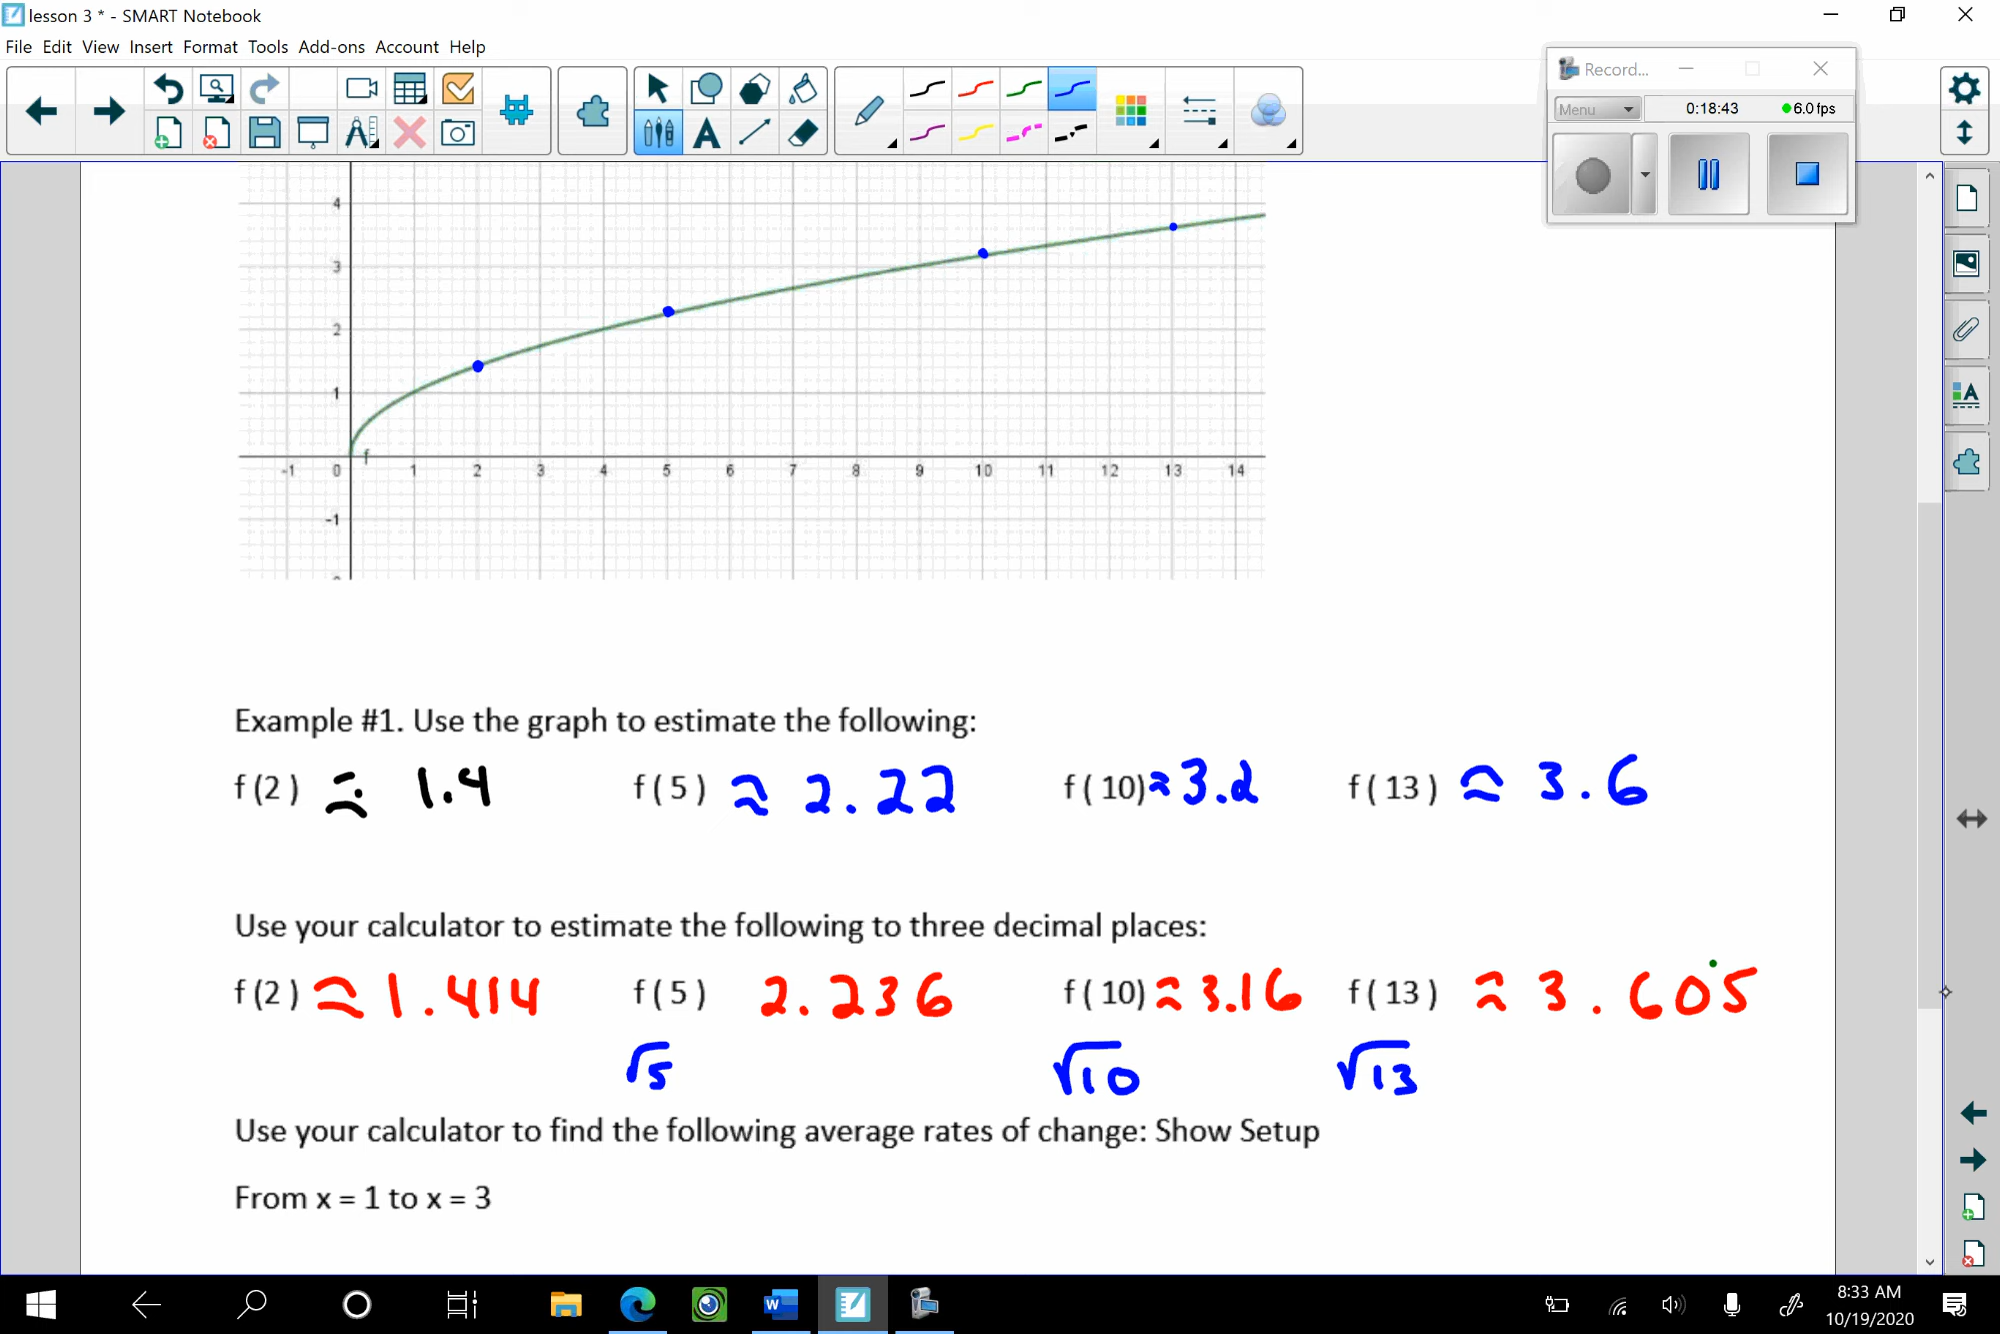 lesson 3 * - SMART Notebook
File Edit View Insert Format Tools Add-ons Account Help
Record...
Menu 0:18:43 6.0 fps
4
3
2
1
f
-1 0 1 2 3 4 5 6 7 8 9 10 11 12 13 14
-1
Example #1. Use the graph to estimate the following:
f (2 ) ≈ 1.4 f ( 5 ) ≈ 2.22 f ( 10) ≈ 3.2 f ( 13 ) ≈ 3.6
Use your calculator to estimate the following to three decimal places:
f (2 ) ≈ 1.414 f ( 5 ) 2.236 f ( 10) ≈ 3.16 f ( 13 ) ≈ 3.605
√5 √10 √13
Use your calculator to find the following average rates of change: Show Setup
From x = 1 to x = 3
8:33 AM
10/19/2020